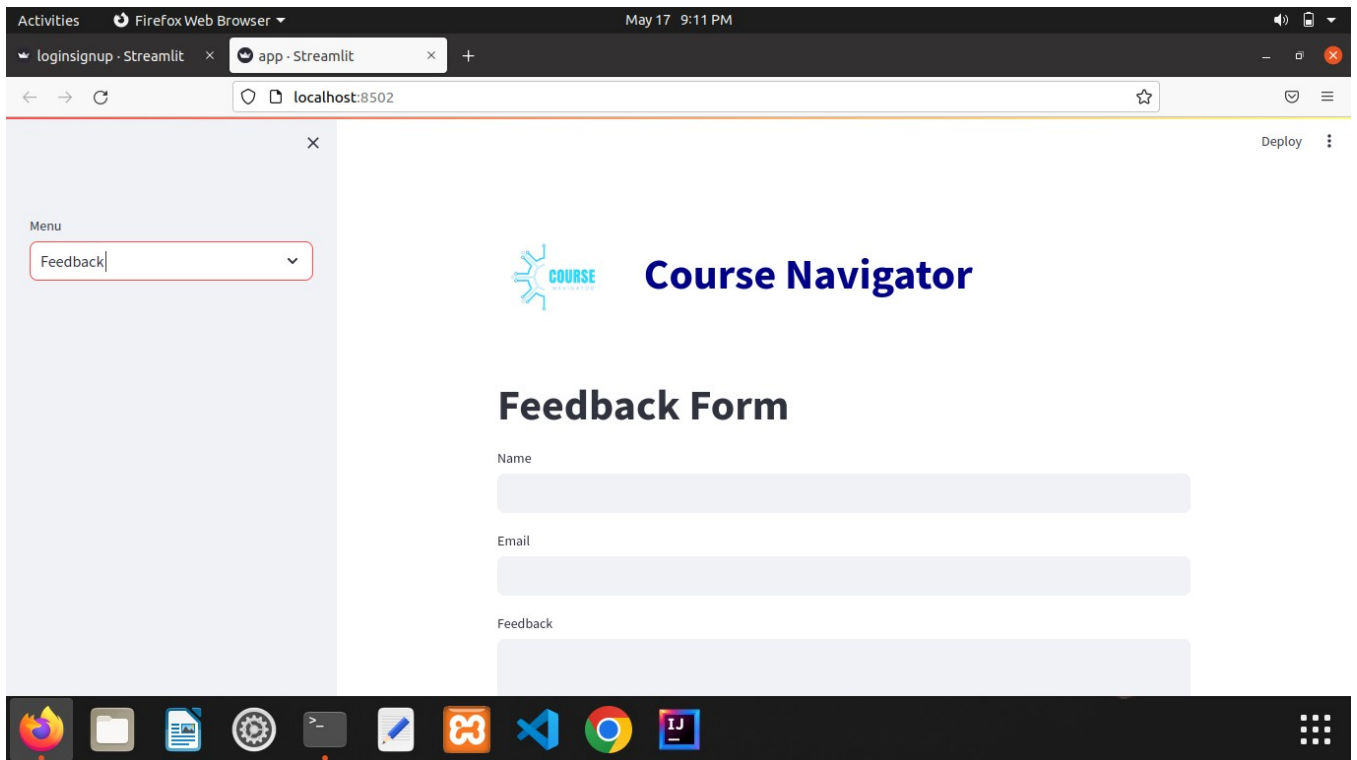 Activities Firefox Web Browser May 17 9:11 PM
loginsignup · Streamlit app · Streamlit
localhost:8502
Deploy
Menu
Feedback
COURSE
NAVIGATOR
Course Navigator
Feedback Form
Name
Email
Feedback
>_
IJ